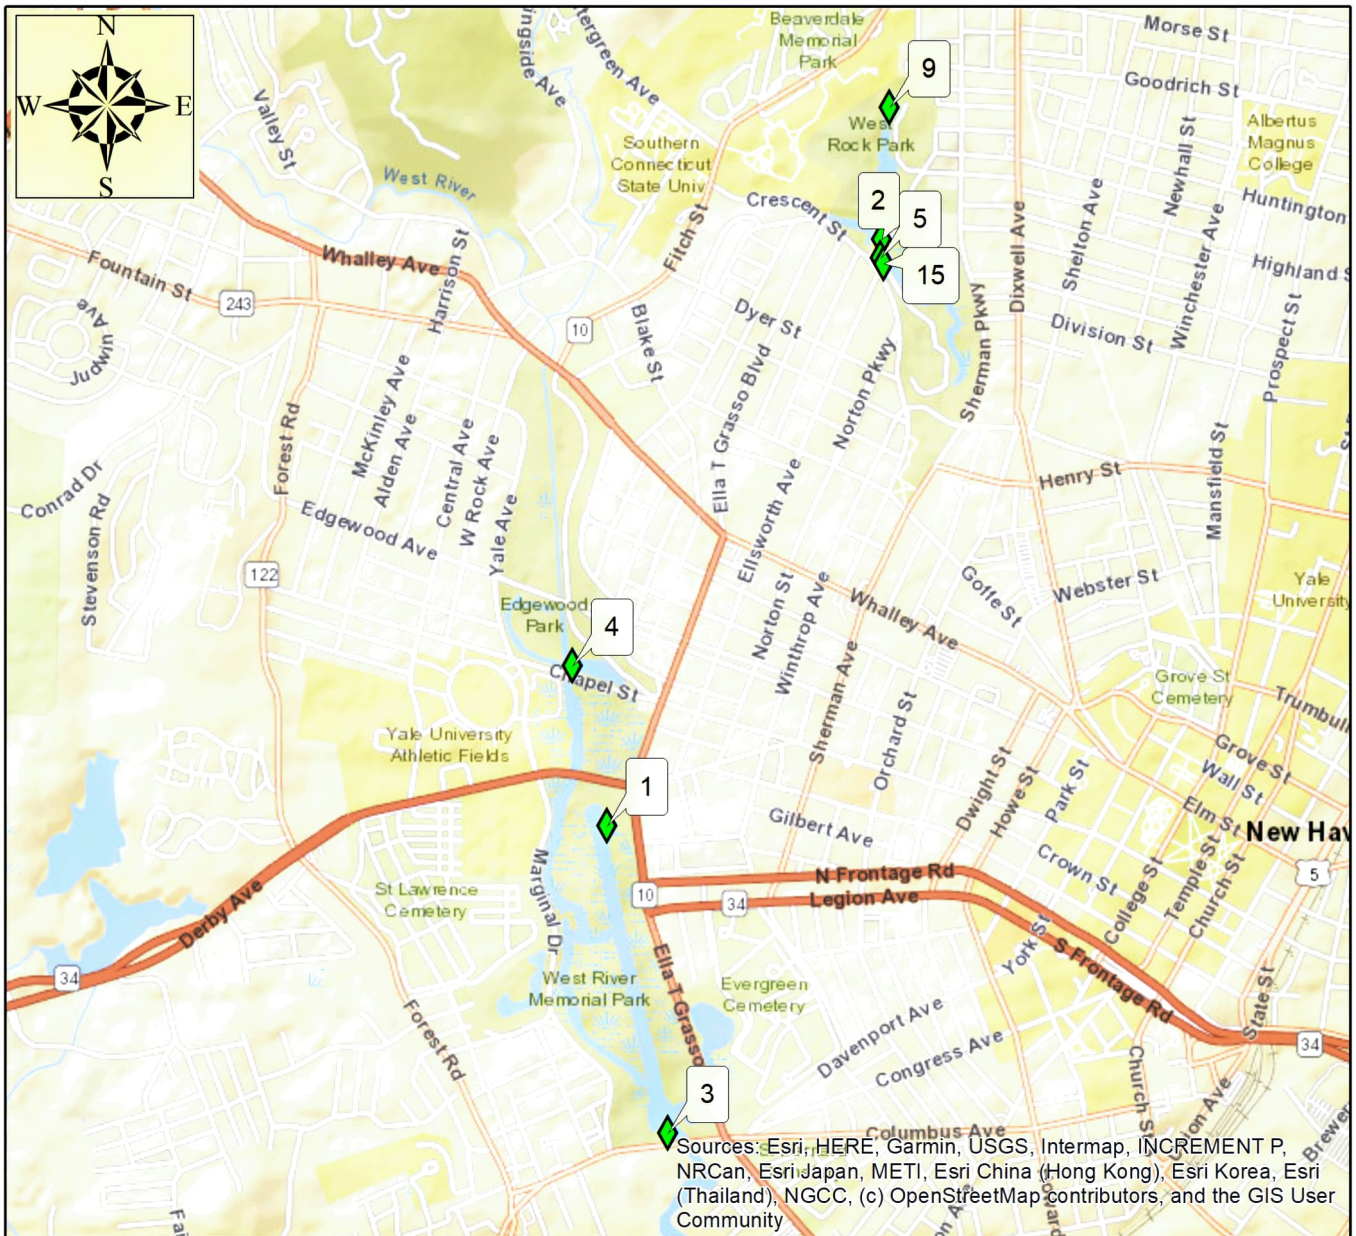 N
W
E
S
Beaverdale
Memorial
Park
Morse St
9
Goodrich St
Valley St
West
Rock Park
Albertus
Magnus
College
Southern
Connecticut
State Univ
Newhall St
West River
Crescent St
2
5
15
Huntington
Shelton Ave
Winchester Ave
Fitch St
Harrison St
Whalley Ave
Dixwell Ave
Highland S
Fountain St
243
10
Blake St
Dyer St
Sherman Pkwy
Division St
Prospect St
Judwin Ave
McKinley Ave
Alden Ave
Central Ave
W Rock Ave
Yale Ave
Ella T Grasso Blvd
Norton Pkwy
Forest Rd
Conrad Dr
Stevenson Rd
Edgewood Ave
Ellsworth Ave
Henry St
Mansfield St
122
Goffe St
Webster St
Yale
University
Edgewood
Park
4
Norton St
Winthrop Ave
Whalley Ave
Chapel St
Sherman Ave
Orchard St
Grove St
Cemetery
Trumbull
Yale University
Athletic Fields
1
Dwight St
Howe St
Park St
Grove St
Wall St
Elm St
Gilbert Ave
New Hav
5
Marginal Dr
St Lawrence
Cemetery
Crown St
College St
Temple St
Church St
N Frontage Rd
10
34
Legion Ave
Derby Ave
York St
S Frontage Rd
34
West River
Memorial Park
Ella T Grasso
Evergreen
Cemetery
State St
Forest Rd
Davenport Ave
Congress Ave
34
Church St
Union Ave
Brewer
3
Columbus Ave
Sources: Esri, HERE, Garmin, USGS, Intermap, INCREMENT P,
NRCan, Esri Japan, METI, Esri China (Hong Kong), Esri Korea, Esri
(Thailand), NGCC, (c) OpenStreetMap contributors, and the GIS User
Community
Fai